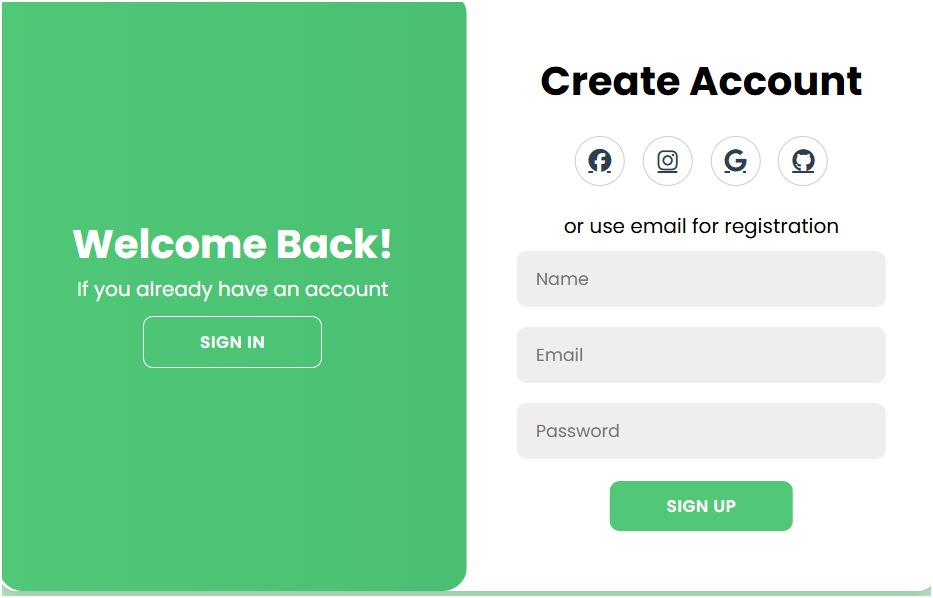 Welcome Back!
If you already have an account
SIGN IN
Create Account
or use email for registration
Name
Email
Password
SIGN UP